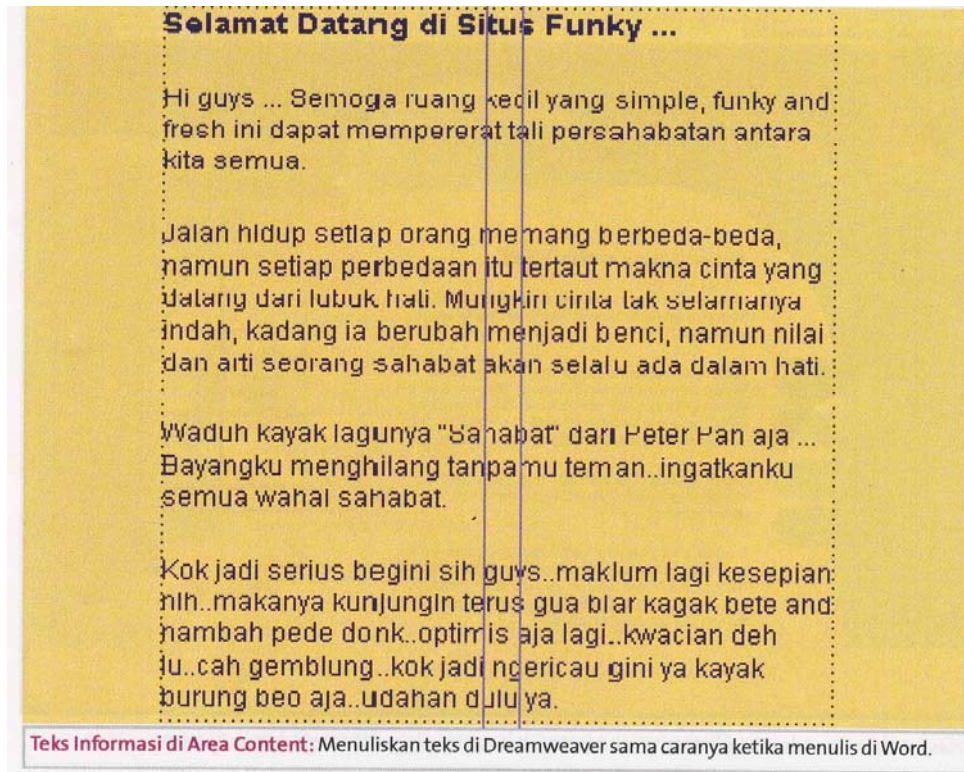 Selamat Datang di Situs Funky ...
Hi guys ... Semoga ruang kecil yang simple, funky and
fresh ini dapat mempererat tali persahabatan antara
kita semua.
Jalan hidup setiap orang memang berbeda-beda,
namun setiap perbedaan itu tertaut makna cinta yang
datang dari lubuk hati. Mungkin cinta tak selamanya
indah, kadang ia berubah menjadi benci, namun nilai
dan arti seorang sahabat akan selalu ada dalam hati.
Waduh kayak lagunya "Sahabat" dari Peter Pan aja ...
Bayangku menghilang tanpamu teman..ingatkanku
semua wahai sahabat.
Kok jadi serius begini sih guys..maklum lagi kesepian
nih..makanya kunjungin terus gua biar kagak bete and
nambah pede donk..optimis aja lagi..kwacian deh
lu..cah gemblung..kok jadi ngericau gini ya kayak
burung beo aja..udahan dulu ya.
Teks Informasi di Area Content: Menuliskan teks di Dreamweaver sama caranya ketika menulis di Word.